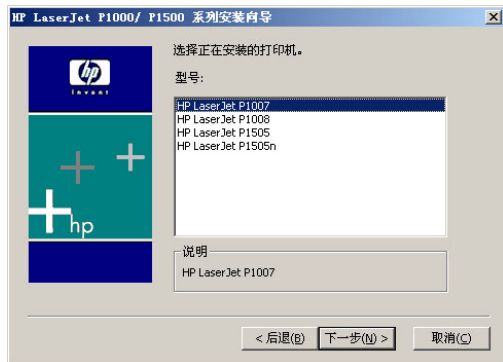 HP LaserJet P1000/ P1500 系列安装向导
hp
invent
hp
选择正在安装的打印机。
型号:
HP LaserJet P1007
HP LaserJet P1008
HP LaserJet P1505
HP LaserJet P1505n
说明
HP LaserJet P1007
< 后退(B)
下一步(N) >
取消(C)